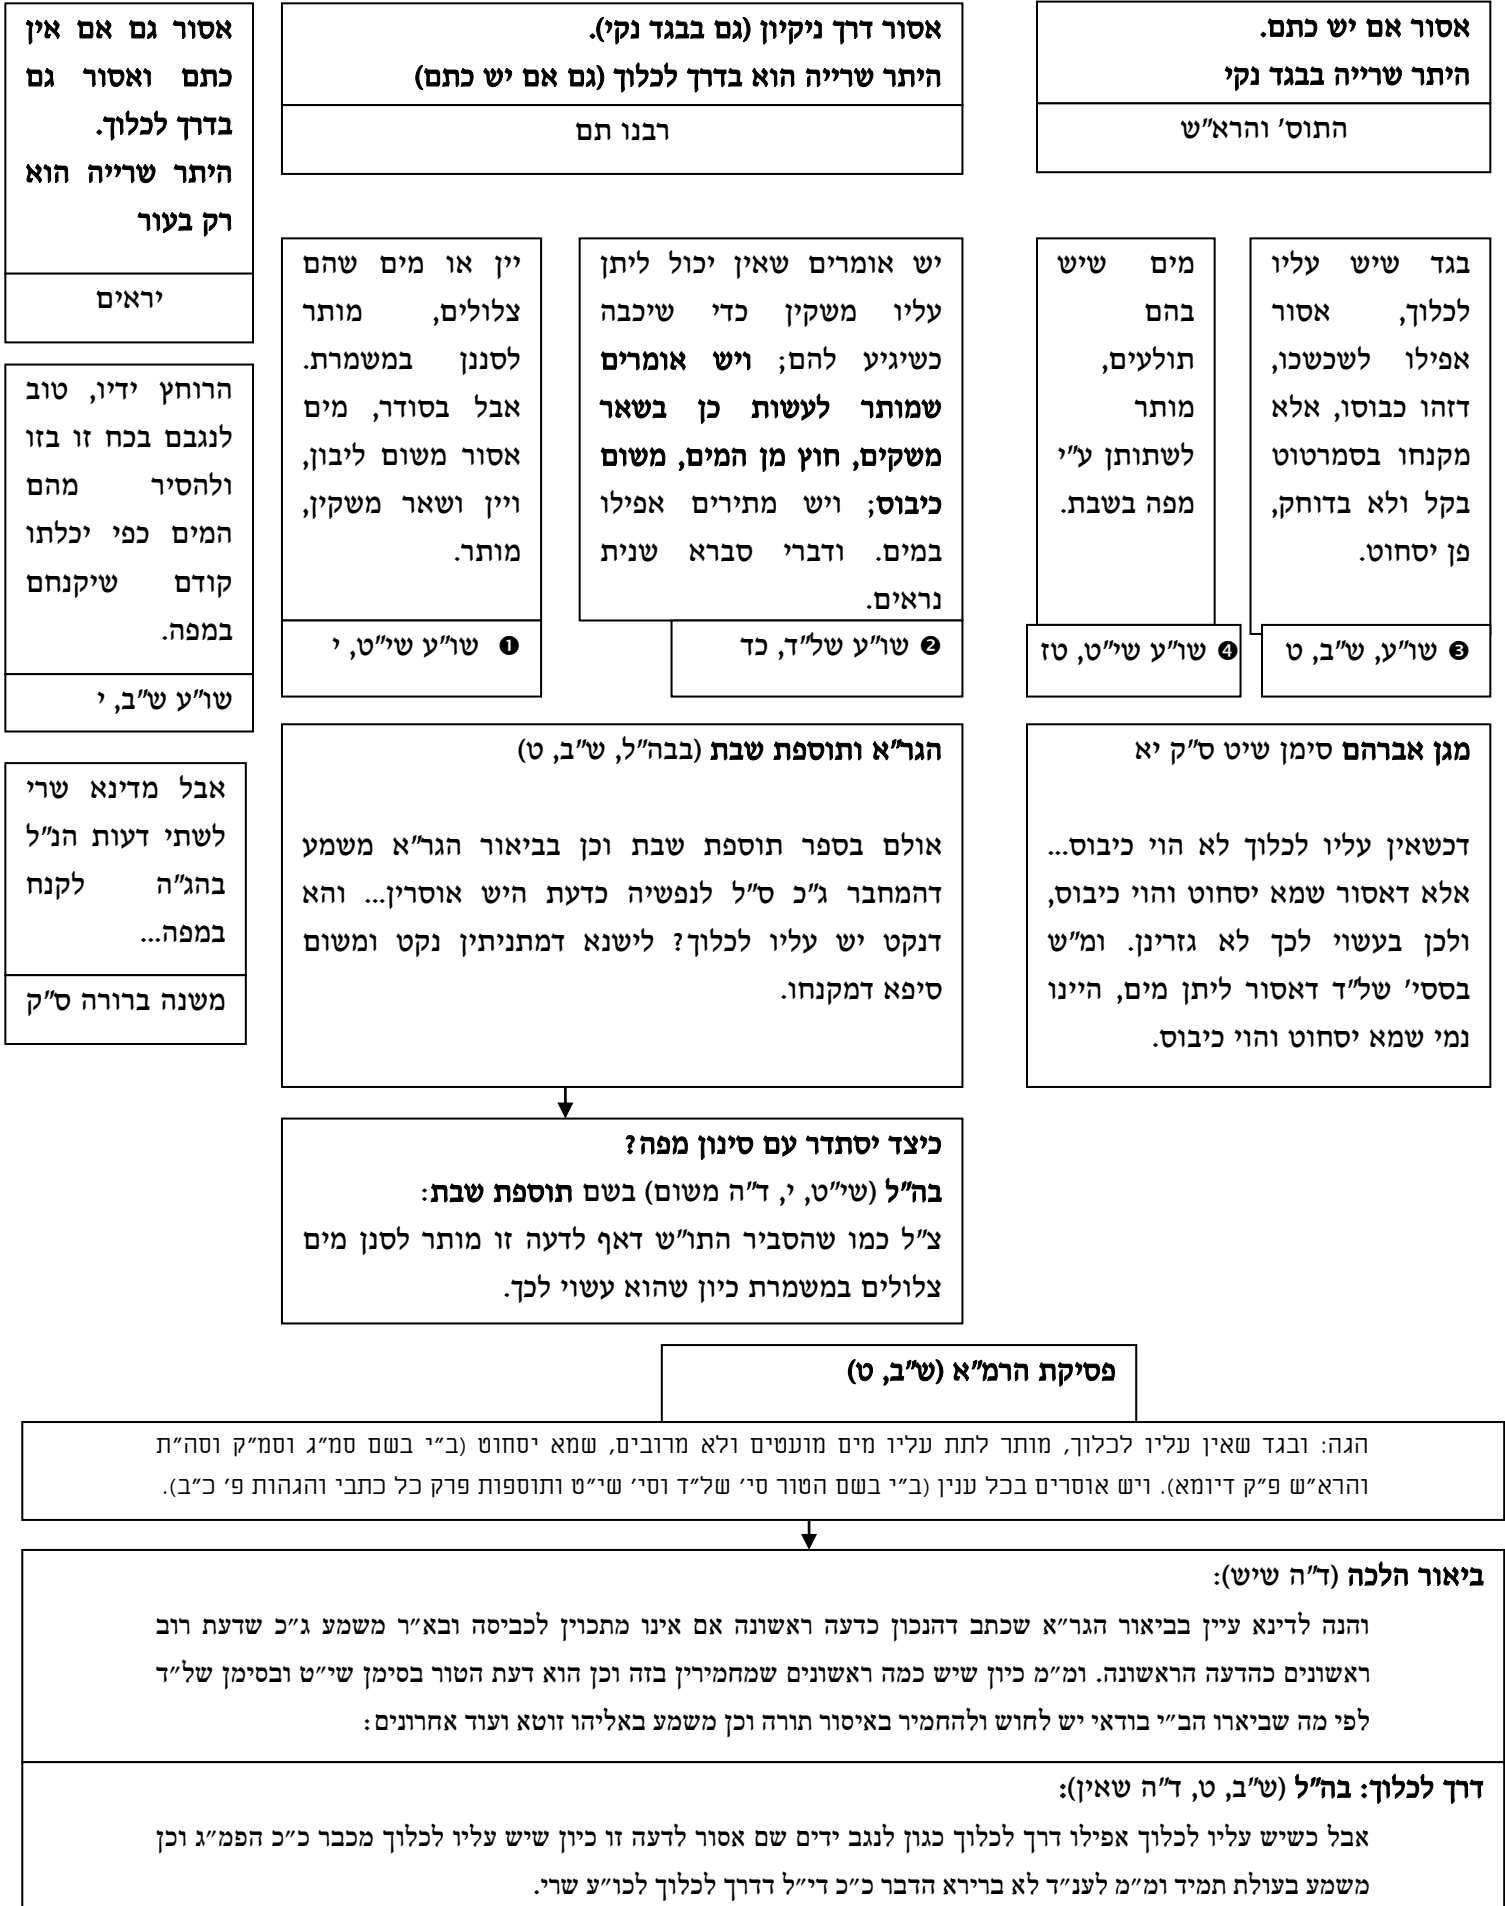 אסור אם יש כתם.
היתר שרייה בבגד נקי
התוס' והרא"ש
אסור דרך ניקיון (גם בבגד נקי).
היתר שרייה הוא בדרך לכלוך (גם אם יש כתם)
רבנו תם
אסור גם אם אין
כתם ואסור גם
בדרך לכלוך.
היתר שרייה הוא
רק בעור
יראים
בגד שיש עליו
לכלוך, אסור
אפילו לשכשכו,
דזהו כבוסו, אלא
מקנחו בסמרטוט
בקל ולא בדוחק,
פן יסחוט.
❸ שו"ע, ש"ב, ט
מים שיש
בהם
תולעים,
מותר
לשתותן ע"י
מפה בשבת.
❹ שו"ע שי"ט, טז
יש אומרים שאין יכול ליתן
עליו משקין כדי שיכבה
כשיגיע להם; ויש אומרים
שמותר לעשות כן בשאר
משקים, חוץ מן המים, משום
כיבוס; ויש מתירים אפילו
במים. ודברי סברא שנית
נראים.
❷ שו"ע של"ד, כד
יין או מים שהם
צלולים, מותר
לסננן במשמרת.
אבל בסודר, מים
אסור משום ליבון,
ויין ושאר משקין,
מותר.
❶ שו"ע שי"ט, י
הרוחץ ידיו, טוב
לנגבם בכח זו בזו
ולהסיר מהם
המים כפי יכלתו
קודם שיקנחם
במפה.
שו"ע ש"ב, י
מגן אברהם סימן שיט ס"ק יא
דכשאין עליו לכלוך לא הוי כיבוס...
אלא דאסור שמא יסחוט והוי כיבוס,
ולכן בעשוי לכך לא גזרינן. ומ"ש
בססי' של"ד דאסור ליתן מים, היינו
נמי שמא יסחוט והוי כיבוס.
הגר"א ותוספת שבת (בבה"ל, ש"ב, ט)
אולם בספר תוספת שבת וכן בביאור הגר"א משמע
דהמחבר ג"כ ס"ל לנפשיה כדעת היש אוסרין... והא
דנקט יש עליו לכלוך? לישנא דמתניתין נקט ומשום
סיפא דמקנחו.
אבל מדינא שרי
לשתי דעות הנ"ל
בהג"ה לקנח
במפה...
משנה ברורה ס"ק
כיצד יסתדר עם סינון מפה?
בה"ל (שי"ט, י, ד"ה משום) בשם תוספת שבת:
צ"ל כמו שהסביר התו"ש דאף לדעה זו מותר לסנן מים
צלולים במשמרת כיון שהוא עשוי לכך.
פסיקת הרמ"א (ש"ב, ט)
הגה: ובגד שאין עליו לכלוך, מותר לתת עליו מים מועטים ולא מרובים, שמא יסחוט (ב"י בשם סמ"ג וסמ"ק וסה"ת
והרא"ש פ"ק דיומא). ויש אוסרים בכל ענין (ב"י בשם הטור סי' של"ד וסי' שי"ט ותוספות פרק כל כתבי והגהות פ' כ"ב).
ביאור הלכה (ד"ה שיש):
והנה לדינא עיין בביאור הגר"א שכתב דהנכון כדעה ראשונה אם אינו מתכוין לכביסה ובא"ר משמע ג"כ שדעת רוב
ראשונים כהדעה הראשונה. ומ"מ כיון שיש כמה ראשונים שמחמירין בזה וכן הוא דעת הטור בסימן שי"ט ובסימן של"ד
לפי מה שביארו הב"י בודאי יש לחוש ולהחמיר באיסור תורה וכן משמע באליהו זוטא ועוד אחרונים:
דרך לכלוך: בה"ל (ש"ב, ט, ד"ה שאין):
אבל כשיש עליו לכלוך אפילו דרך לכלוך כגון לנגב ידים שם אסור לדעה זו כיון שיש עליו לכלוך מכבר כ"כ הפמ"ג וכן
משמע בעולת תמיד ומ"מ לענ"ד לא ברירא הדבר כ"כ די"ל דדרך לכלוך לכו"ע שרי.